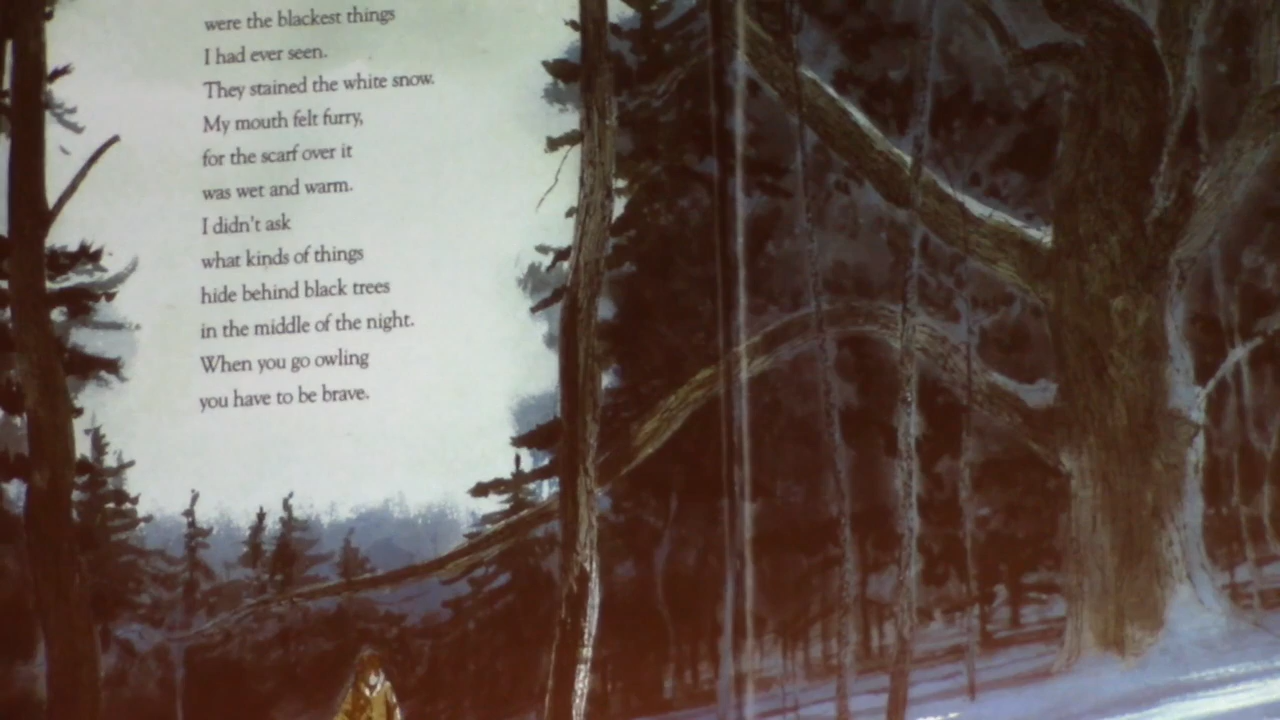 were the blackest things
I had ever seen.
They stained the white snow.
My mouth felt furry,
for the scarf over it
was wet and warm.
I didn't ask
what kinds of things
hide behind black trees
in the middle of the night.
When you go owling
you have to be brave.